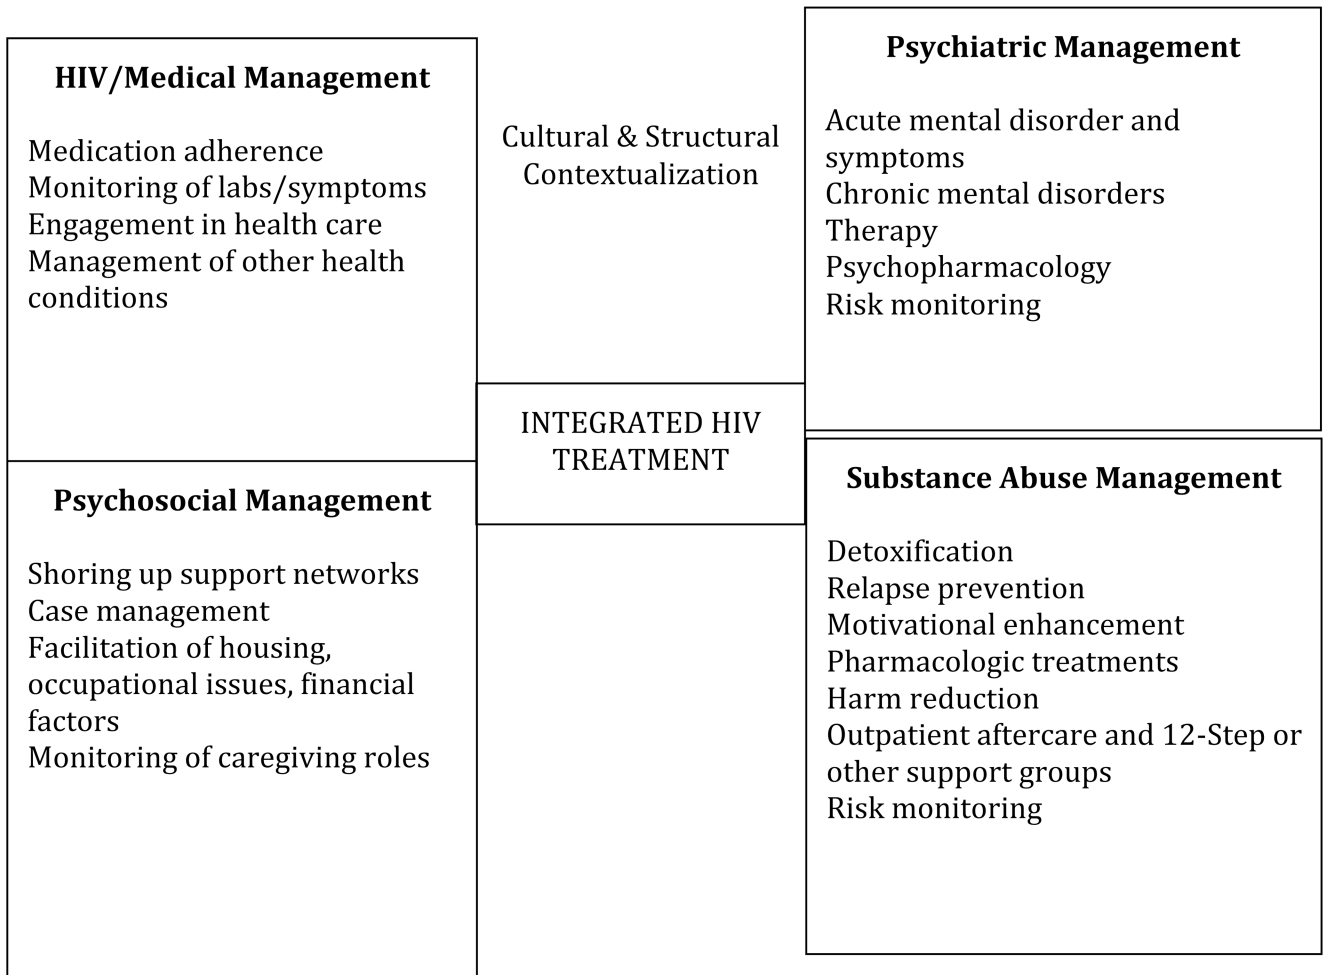 HIV/Medical Management
Medication adherence
Monitoring of labs/symptoms
Engagement in health care
Management of other health
conditions
Cultural & Structural
Contextualization
Psychiatric Management
Acute mental disorder and
symptoms
Chronic mental disorders
Therapy
Psychopharmacology
Risk monitoring
INTEGRATED HIV
TREATMENT
Psychosocial Management
Shoring up support networks
Case management
Facilitation of housing,
occupational issues, financial
factors
Monitoring of caregiving roles
Substance Abuse Management
Detoxification
Relapse prevention
Motivational enhancement
Pharmacologic treatments
Harm reduction
Outpatient aftercare and 12-Step or
other support groups
Risk monitoring